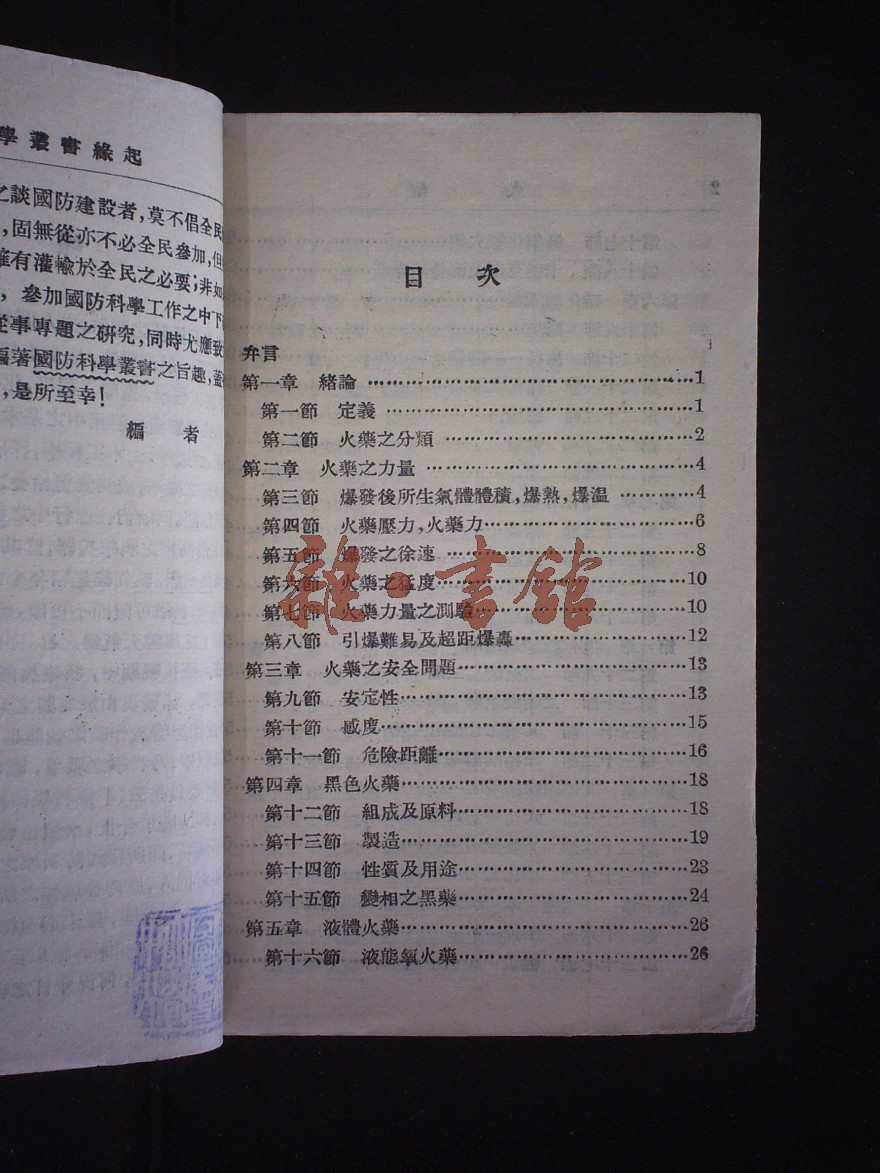 學叢書緣起
之談國防建設者,莫不倡全民
,固無從亦不必全民參加,但
確有灌輸於全民之必要;非如
,參加國防科學工作之中下
從事專題之研究,同時尤應致
編著國防科學叢書之旨趣,蓋
,是所至幸!
編 者
目 次
弁言
第一章 緒論…………………………1
第一節 定義…………………………1
第二節 火藥之分類…………………………2
第二章 火藥之力量…………………………4
第三節 爆發後所生氣體體積,爆熱,爆温…………4
第四節 火藥壓力,火藥力…………………………6
第五節 爆發之徐速…………………………8
第六節 火藥之猛度…………………………10
第七節 火藥力量之測驗…………………………10
第八節 引爆難易及超距爆轟…………………………12
第三章 火藥之安全問題…………………………13
第九節 安定性…………………………13
第十節 感度…………………………15
第十一節 危險距離…………………………16
第四章 黑色火藥…………………………18
第十二節 組成及原料…………………………18
第十三節 製造…………………………19
第十四節 性質及用途…………………………23
第十五節 變相之黑藥…………………………24
第五章 液體火藥…………………………26
第十六節 液態氧火藥…………………………26
雜·書館